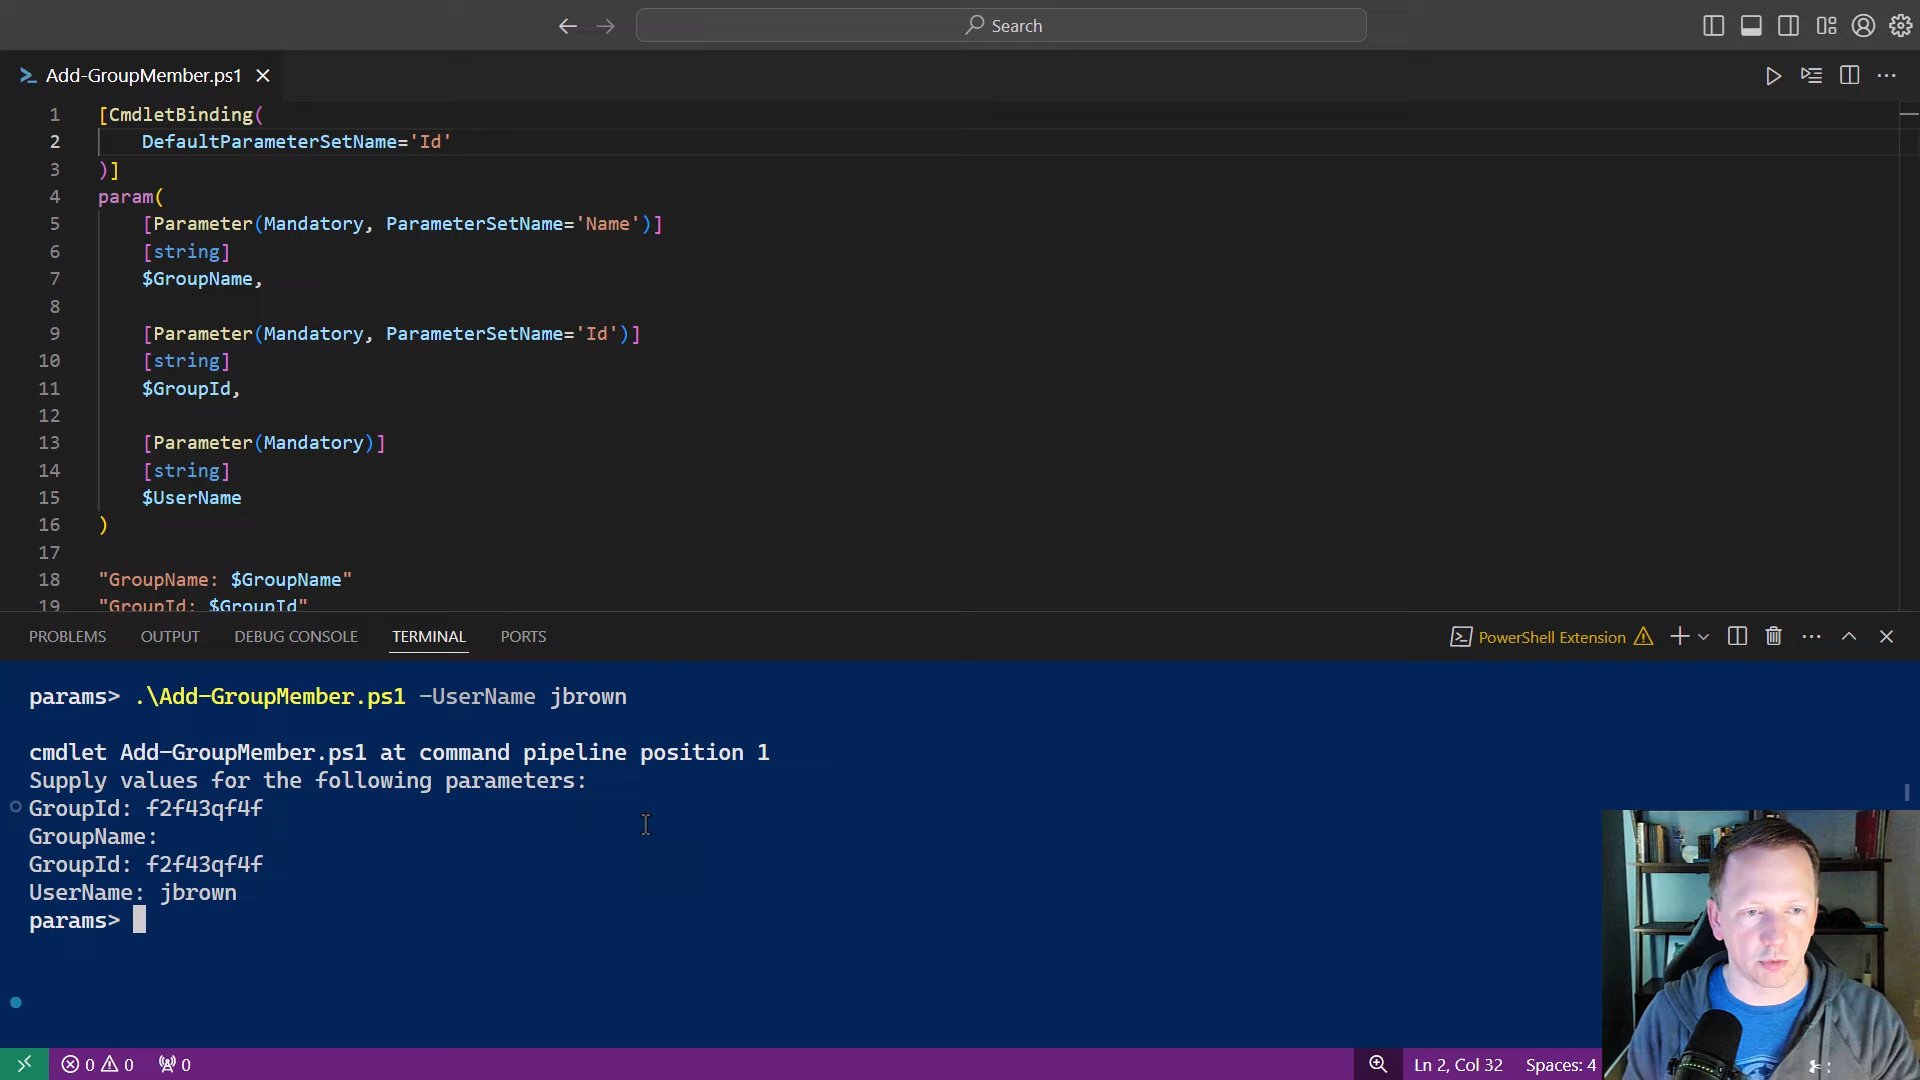 Search
Add-GroupMember.ps1
1 [CmdletBinding(
2 DefaultParameterSetName='Id'
3 )]
4 param(
5 [Parameter(Mandatory, ParameterSetName='Name')]
6 [string]
7 $GroupName,
8
9 [Parameter(Mandatory, ParameterSetName='Id')]
10 [string]
11 $GroupId,
12
13 [Parameter(Mandatory)]
14 [string]
15 $UserName
16 )
17
18 "GroupName: $GroupName"
19 "GroupId: $GroupId"
PROBLEMS OUTPUT DEBUG CONSOLE TERMINAL PORTS PowerShell Extension
params> .\Add-GroupMember.ps1 -UserName jbrown
cmdlet Add-GroupMember.ps1 at command pipeline position 1
Supply values for the following parameters:
GroupId: f2f43qf4f
GroupName:
GroupId: f2f43qf4f
UserName: jbrown
params>
0 0 0 Ln 2, Col 32 Spaces: 4